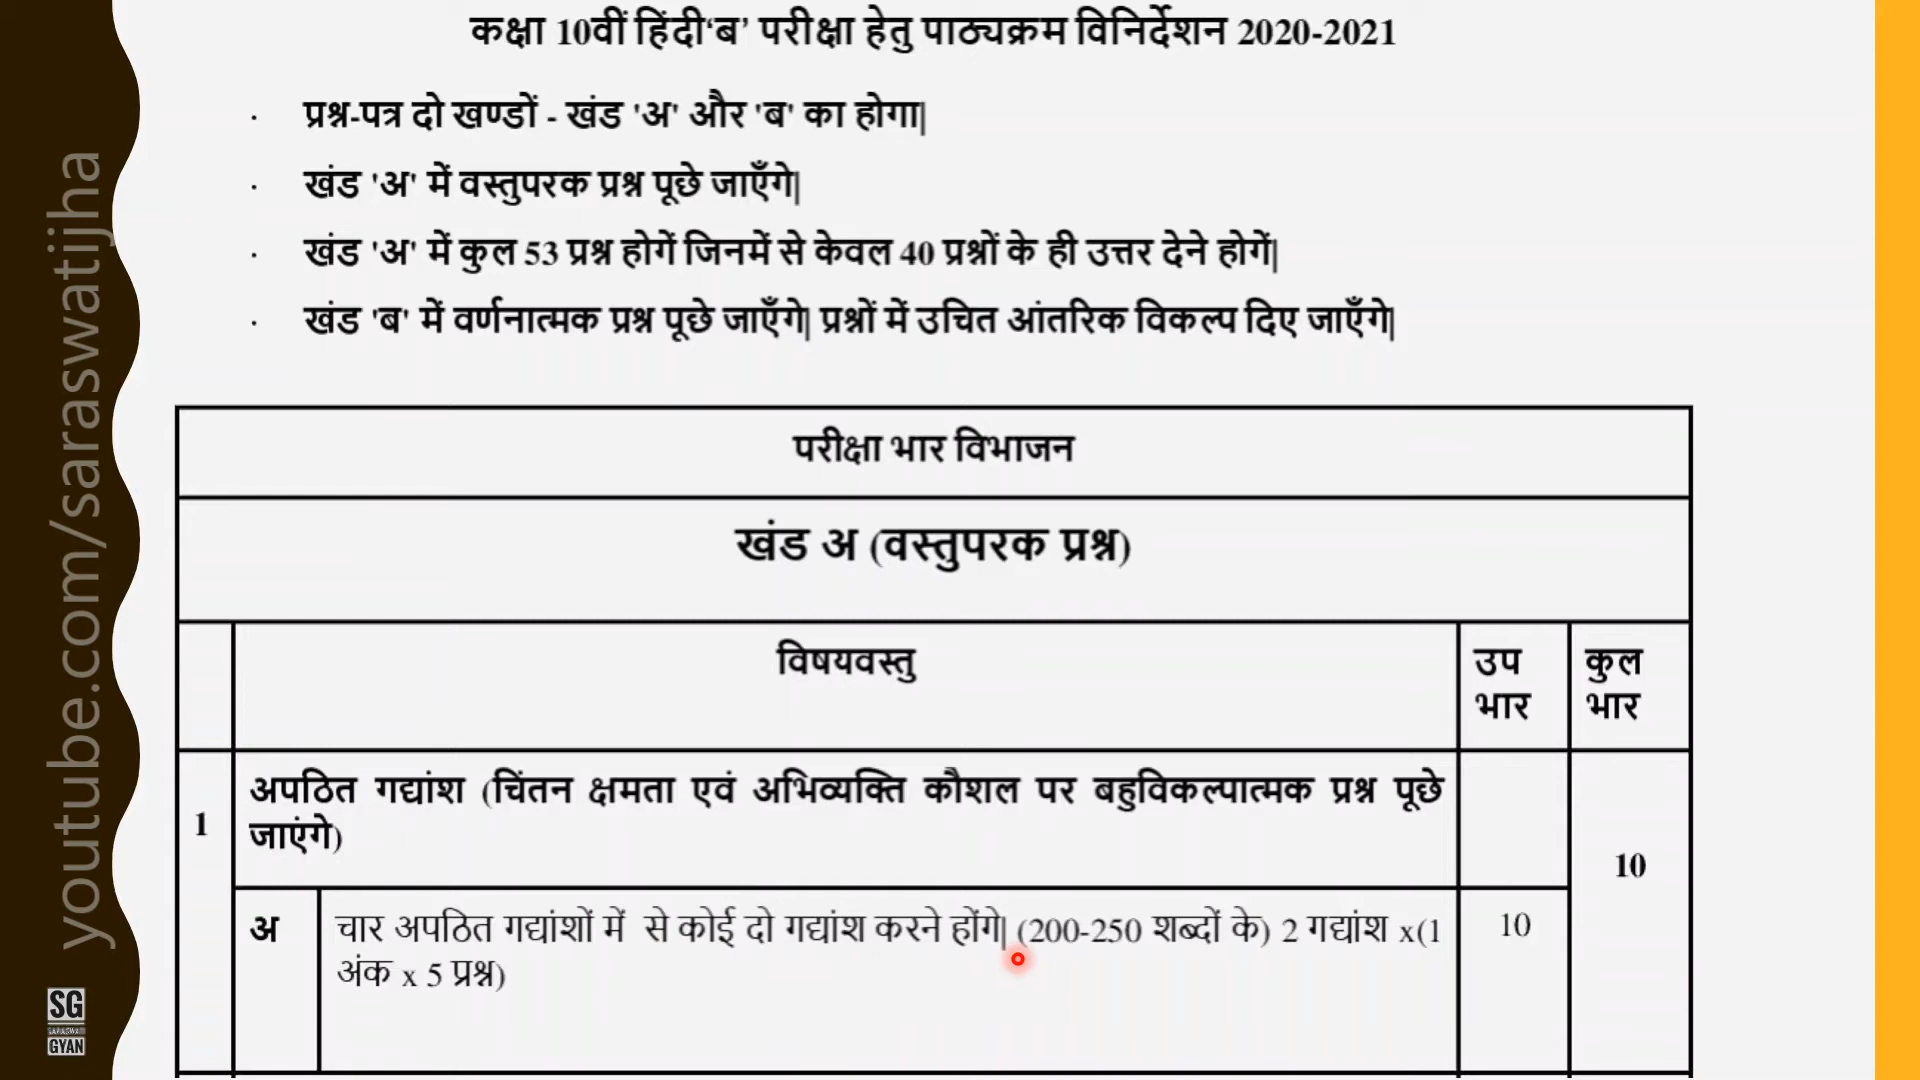 कक्षा 10वीं हिंदी‘ब’ परीक्षा हेतु पाठ्यक्रम विनिर्देशन 2020-2021
· प्रश्न-पत्र दो खण्डों - खंड 'अ' और 'ब' का होगा|
· खंड 'अ' में वस्तुपरक प्रश्न पूछे जाएँगे|
· खंड 'अ' में कुल 53 प्रश्न होगें जिनमें से केवल 40 प्रश्नों के ही उत्तर देने होगें|
· खंड 'ब' में वर्णनात्मक प्रश्न पूछे जाएँगे| प्रश्नों में उचित आंतरिक विकल्प दिए जाएँगे|
परीक्षा भार विभाजन
खंड अ (वस्तुपरक प्रश्न)
विषयवस्तु
उप
भार
कुल
भार
1
अपठित गद्यांश (चिंतन क्षमता एवं अभिव्यक्ति कौशल पर बहुविकल्पात्मक प्रश्न पूछे
जाएंगे)
10
अ
चार अपठित गद्यांशों में से कोई दो गद्यांश करने होंगे| (200-250 शब्दों के) 2 गद्यांश x(1
अंक x 5 प्रश्न)
10
youtube.com/saraswatijha
SG
GYAN